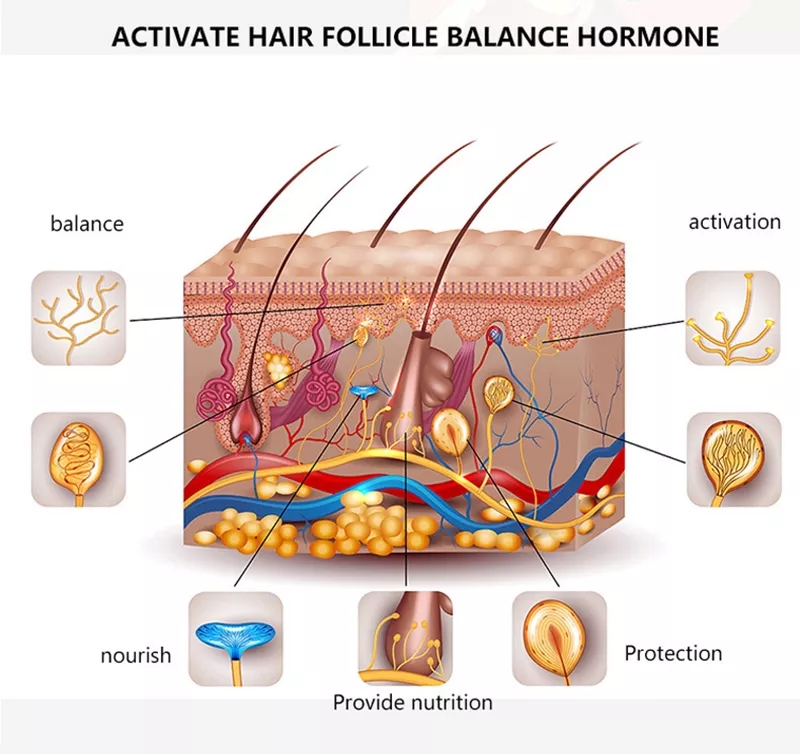 ACTIVATE HAIR FOLLICLE BALANCE HORMONE
balance
activation
nourish
Protection
Provide nutrition